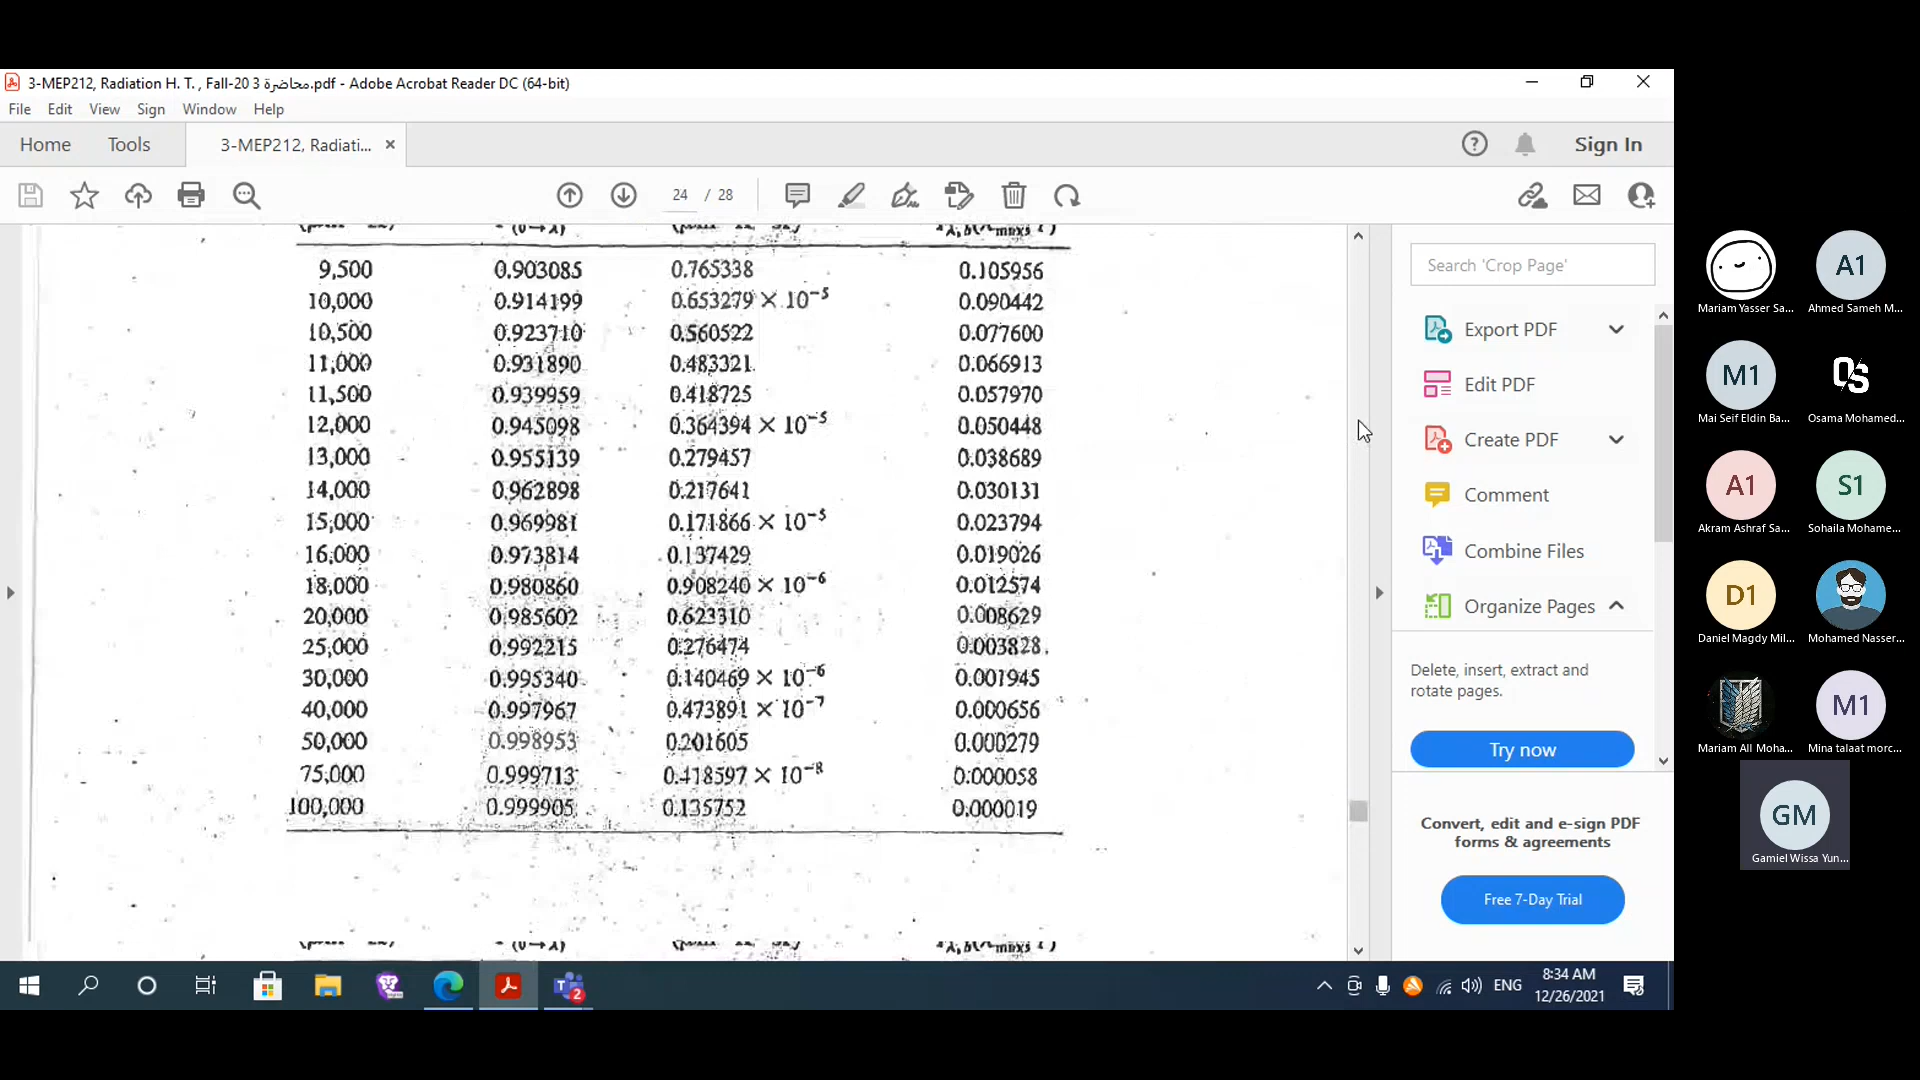 3-MEP212, Radiation H. T. , Fall-20 3 محاضرة.pdf - Adobe Acrobat Reader DC (64-bit)
File Edit View Sign Window Help
Home Tools 3-MEP212, Radiati... Sign In
24 / 28
9,500 0.903085 0.765338 0.105956
10,000 0.914199 0.653279 × 10⁻⁵ 0.090442
10,500 0.923710 0.560522 0.077600
11,000 0.931890 0.483321 0.066913
11,500 0.939959 0.418725 0.057970
12,000 0.945098 0.364394 × 10⁻⁵ 0.050448
13,000 0.955139 0.279457 0.038689
14,000 0.962898 0.217641 0.030131
15,000 0.969981 0.171866 × 10⁻⁵ 0.023794
16,000 0.973814 0.137429 0.019026
18,000 0.980860 0.908240 × 10⁻⁶ 0.012574
20,000 0.985602 0.623310 0.008629
25,000 0.992215 0.276474 0.003828
30,000 0.995340 0.140469 × 10⁻⁶ 0.001945
40,000 0.997967 0.473891 × 10⁻⁷ 0.000656
50,000 0.998953 0.201605 0.000279
75,000 0.999713 0.418597 × 10⁻⁸ 0.000058
100,000 0.999905 0.135752 0.000019
Search 'Crop Page'
Export PDF
Edit PDF
Create PDF
Comment
Combine Files
Organize Pages
Delete, insert, extract and
rotate pages.
Try now
Convert, edit and e-sign PDF
forms & agreements
Free 7-Day Trial
2
ENG
8:34 AM
12/26/2021
A1
Mariam Yasser Sa... Ahmed Sameh M...
M1 OS
Mai Seif Eldin Ba... Osama Mohamed...
A1 S1
Akram Ashraf Sa... Sohaila Mohame...
D1
Daniel Magdy Mil... Mohamed Nasser...
M1
Mariam Ali Moha... Mina talaat morc...
GM
Gamiel Wissa Yun...